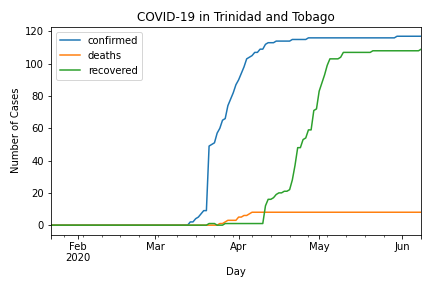 COVID-19 in Trinidad and Tobago
120
100
80
60
40
20
0
Number of Cases
confirmed
deaths
recovered
Feb
2020
Mar
Apr
May
Jun
Day